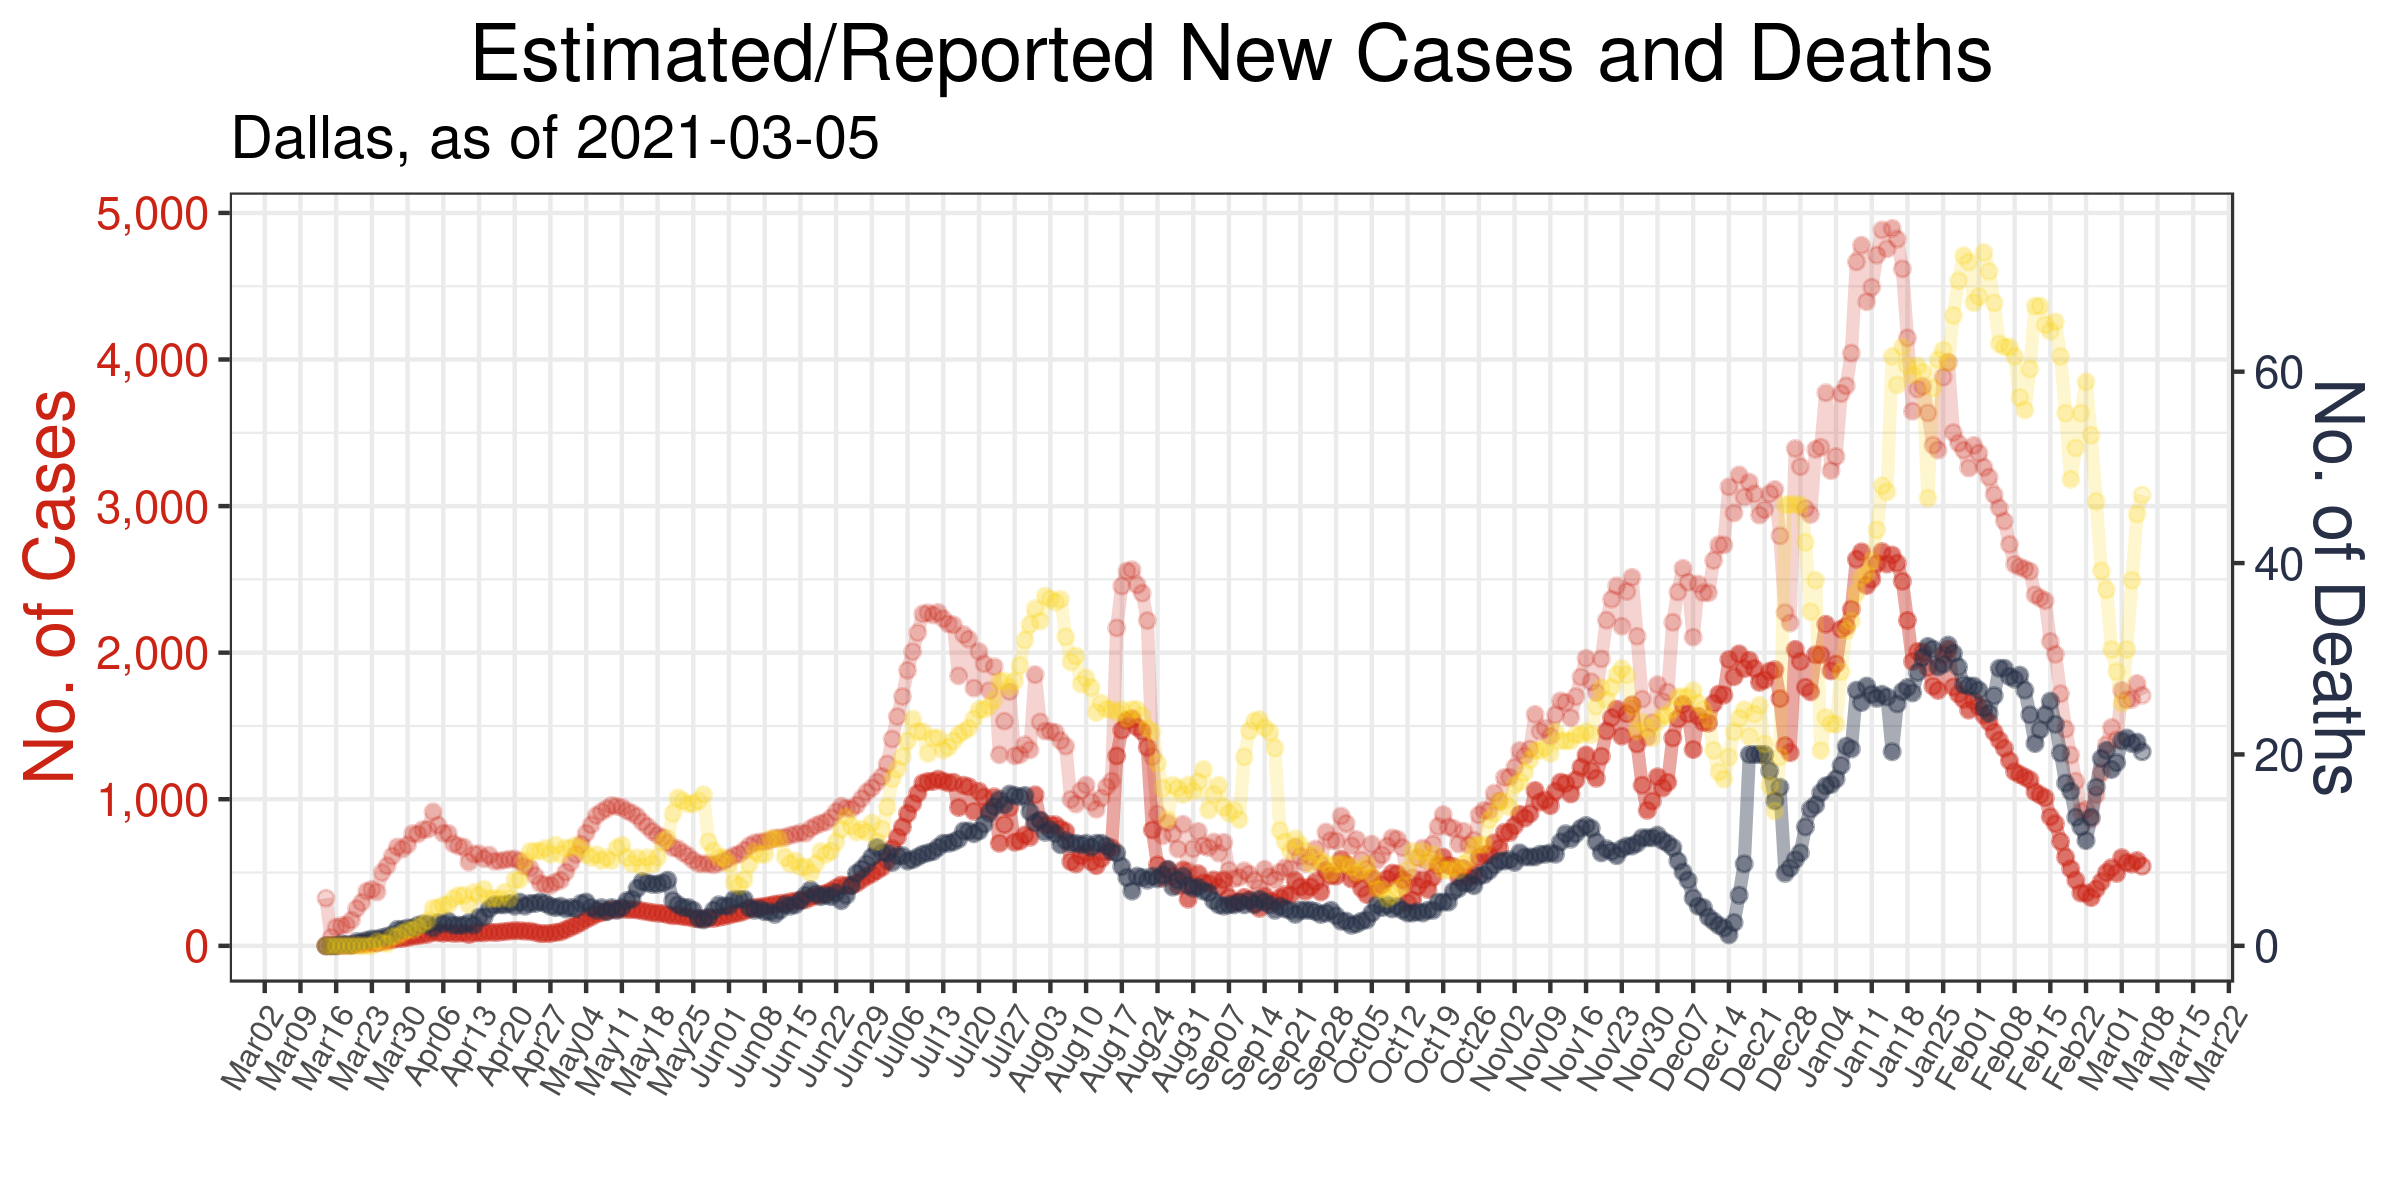 Estimated/Reported New Cases and Deaths
Dallas, as of 2021-03-05
No. of Cases
5,000
4,000
3,000
2,000
1,000
0
60
40
20
0
No. of Deaths
Mar02
Mar09
Mar16
Mar23
Mar30
Apr06
Apr13
Apr20
Apr27
May04
May11
May18
May25
Jun01
Jun08
Jun15
Jun22
Jun29
Jul06
Jul13
Jul20
Jul27
Aug03
Aug10
Aug17
Aug24
Aug31
Sep07
Sep14
Sep21
Sep28
Oct05
Oct12
Oct19
Oct26
Nov02
Nov09
Nov16
Nov23
Nov30
Dec07
Dec14
Dec21
Dec28
Dec04
Jan11
Jan18
Jan18
Jan25
Feb01
Feb08
Feb15
Feb22
Mar01
Mar08
Mar15
Mar22